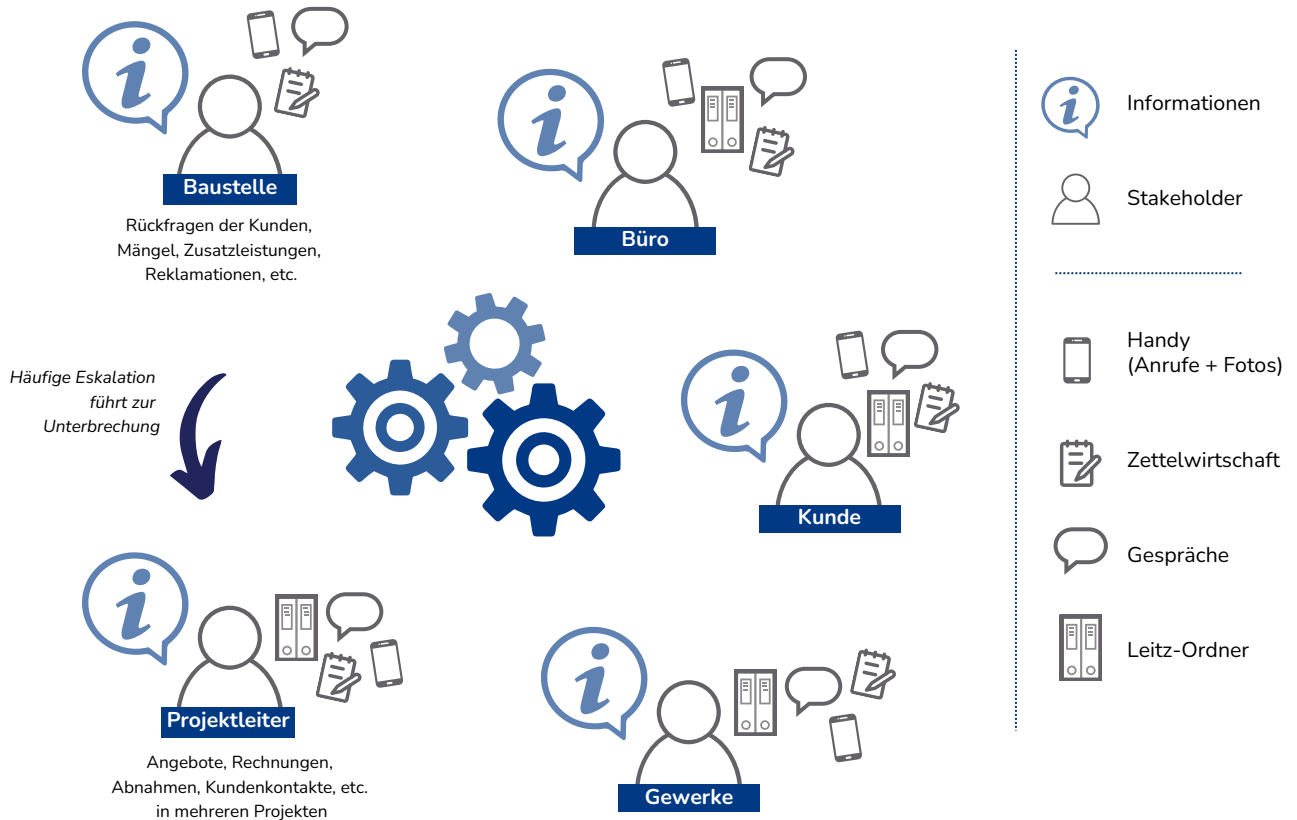 Baustelle
Rückfragen der Kunden,
Mängel, Zusatzleistungen,
Reklamationen, etc.
Büro
Häufige Eskalation
führt zur
Unterbrechung
Kunde
Projektleiter
Angebote, Rechnungen,
Abnahmen, Kundenkontakte, etc.
in mehreren Projekten
Gewerke
Informationen
Stakeholder
Handy
(Anrufe + Fotos)
Zettelwirtschaft
Gespräche
Leitz-Ordner